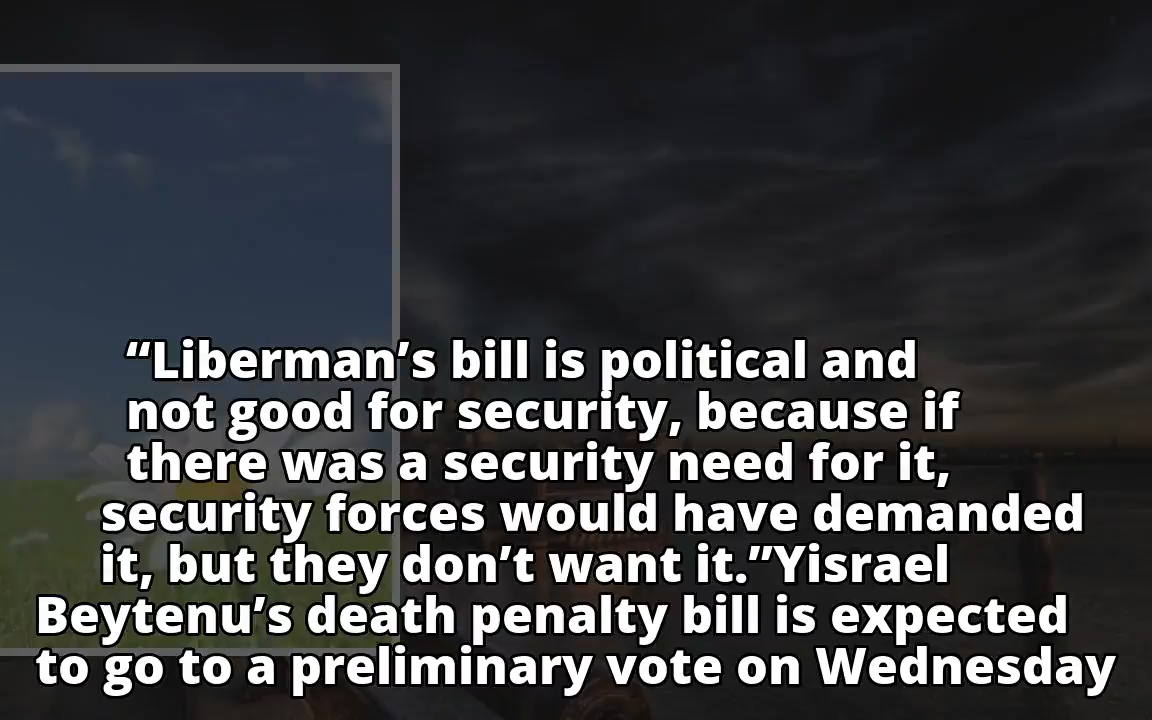 “Liberman’s bill is political and
not good for security, because if
there was a security need for it,
security forces would have demanded
it, but they don’t want it.”Yisrael
Beytenu’s death penalty bill is expected
to go to a preliminary vote on Wednesday